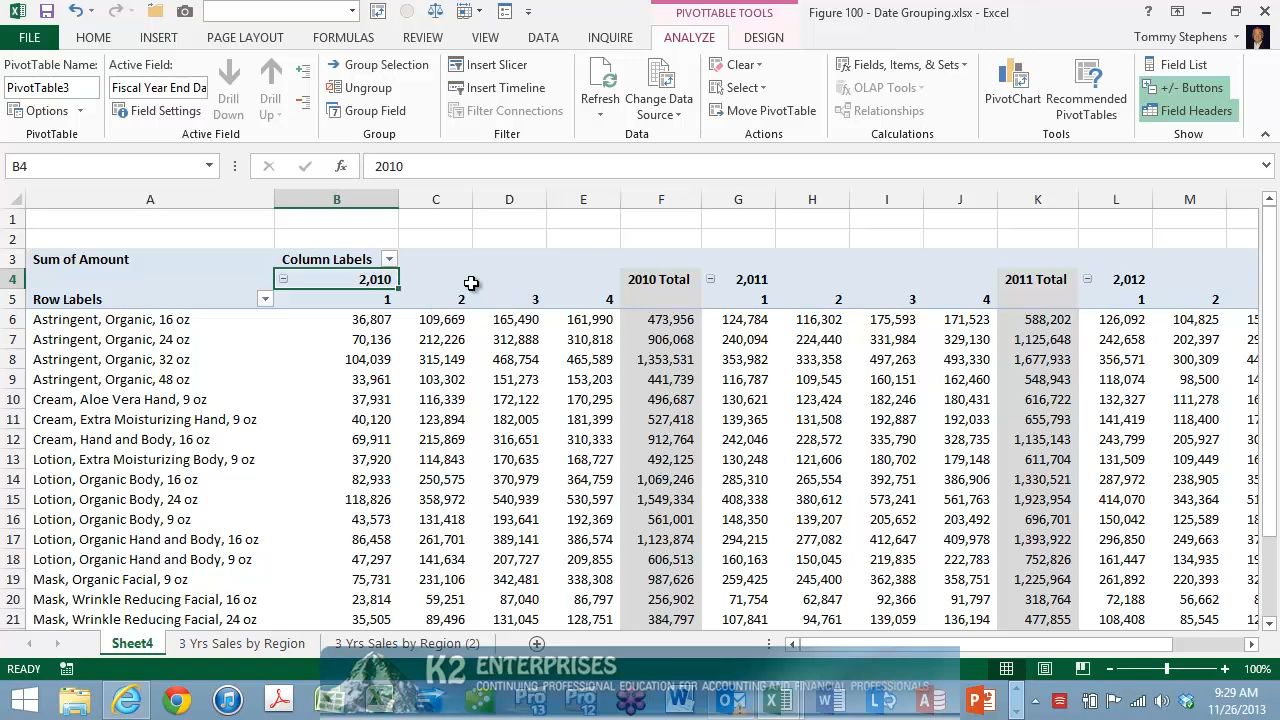 PIVOTTABLE TOOLS
Figure 100 - Date Grouping.xlsx - Excel
FILE HOME INSERT PAGE LAYOUT FORMULAS REVIEW VIEW DATA INQUIRE ANALYZE DESIGN Tommy Stephens
PivotTable Name: Active Field: Group Selection Insert Slicer Clear Fields, Items, & Sets Field List
PivotTable3 Fiscal Year End Da Drill Down Drill Up Ungroup Insert Timeline Refresh Change Data Source Select OLAP Tools PivotChart Recommended PivotTables +/- Buttons
Options Field Settings Group Field Filter Connections Move PivotTable Relationships Field Headers
PivotTable Active Field Group Filter Data Actions Calculations Tools Show
B4 fx 2010
A B C D E F G H I J K L M
1
2
3 Sum of Amount Column Labels
4 2,010 2010 Total 2,011 2011 Total 2,012
5 Row Labels 1 2 3 4 1 2 3 4 1 2
6 Astringent, Organic, 16 oz 36,807 109,669 165,490 161,990 473,956 124,784 116,302 175,593 171,523 588,202 126,092 104,825 15
7 Astringent, Organic, 24 oz 70,136 212,226 312,888 310,818 906,068 240,094 224,440 331,984 329,130 1,125,648 242,658 202,397 29
8 Astringent, Organic, 32 oz 104,039 315,149 468,754 465,589 1,353,531 353,982 333,358 497,263 493,330 1,677,933 356,571 300,309 44
9 Astringent, Organic, 48 oz 33,961 103,302 151,273 153,203 441,739 116,787 109,545 160,151 162,460 548,943 118,074 98,500 14
10 Cream, Aloe Vera Hand, 9 oz 37,931 116,339 172,122 170,295 496,687 130,621 123,424 182,246 180,431 616,722 132,327 111,278 16
11 Cream, Extra Moisturizing Hand, 9 oz 40,120 123,894 182,005 181,399 527,418 139,365 131,508 192,887 192,033 655,793 141,419 118,400 17
12 Cream, Hand and Body, 16 oz 69,911 215,869 316,651 310,333 912,764 242,046 228,572 335,790 328,735 1,135,143 243,799 205,927 30
13 Lotion, Extra Moisturizing Body, 9 oz 37,920 114,843 170,635 168,727 492,125 130,248 121,606 180,702 179,148 611,704 131,509 109,449 16
14 Lotion, Organic Body, 16 oz 82,933 250,575 370,979 364,759 1,069,246 285,310 265,554 392,751 386,906 1,330,521 287,972 238,905 35
15 Lotion, Organic Body, 24 oz 118,826 358,972 540,939 530,597 1,549,334 408,338 380,612 573,241 561,763 1,923,954 414,070 343,364 51
16 Lotion, Organic Body, 9 oz 43,573 131,418 193,641 192,369 561,001 148,350 139,207 205,652 203,492 696,701 150,045 125,589 18
17 Lotion, Organic Hand and Body, 16 oz 86,458 261,701 389,141 386,574 1,123,874 294,215 277,082 412,647 409,978 1,393,922 296,850 249,663 37
18 Lotion, Organic Hand and Body, 9 oz 47,297 141,634 207,727 209,855 606,513 160,163 150,045 219,835 222,783 752,826 161,467 134,935 19
19 Mask, Organic Facial, 9 oz 75,731 231,106 342,481 338,308 987,626 259,425 245,400 362,388 358,751 1,225,964 261,892 220,393 32
20 Mask, Wrinkle Reducing Facial, 16 oz 23,814 59,251 87,040 86,797 256,902 71,754 62,847 92,366 91,797 318,764 72,188 56,662 8
21 Mask, Wrinkle Reducing Facial, 24 oz 35,505 89,496 131,045 128,751 384,797 107,841 94,761 139,059 136,194 477,855 108,408 85,545 12
Sheet4 3 Yrs Sales by Region 3 Yrs Sales by Region (2)
READY 100%
K2 ENTERPRISES
CONTINUING PROFESSIONAL EDUCATION FOR ACCOUNTING AND FINANCIAL PROFESSIONALS
9:29 AM
11/26/2013